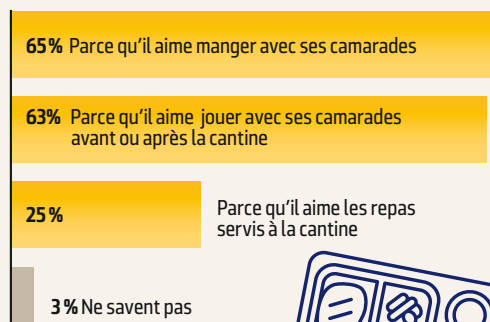 65% Parce qu'il aime manger avec ses camarades
63% Parce qu'il aime jouer avec ses camarades
avant ou après la cantine
25% Parce qu'il aime les repas
servis à la cantine
3% Ne savent pas